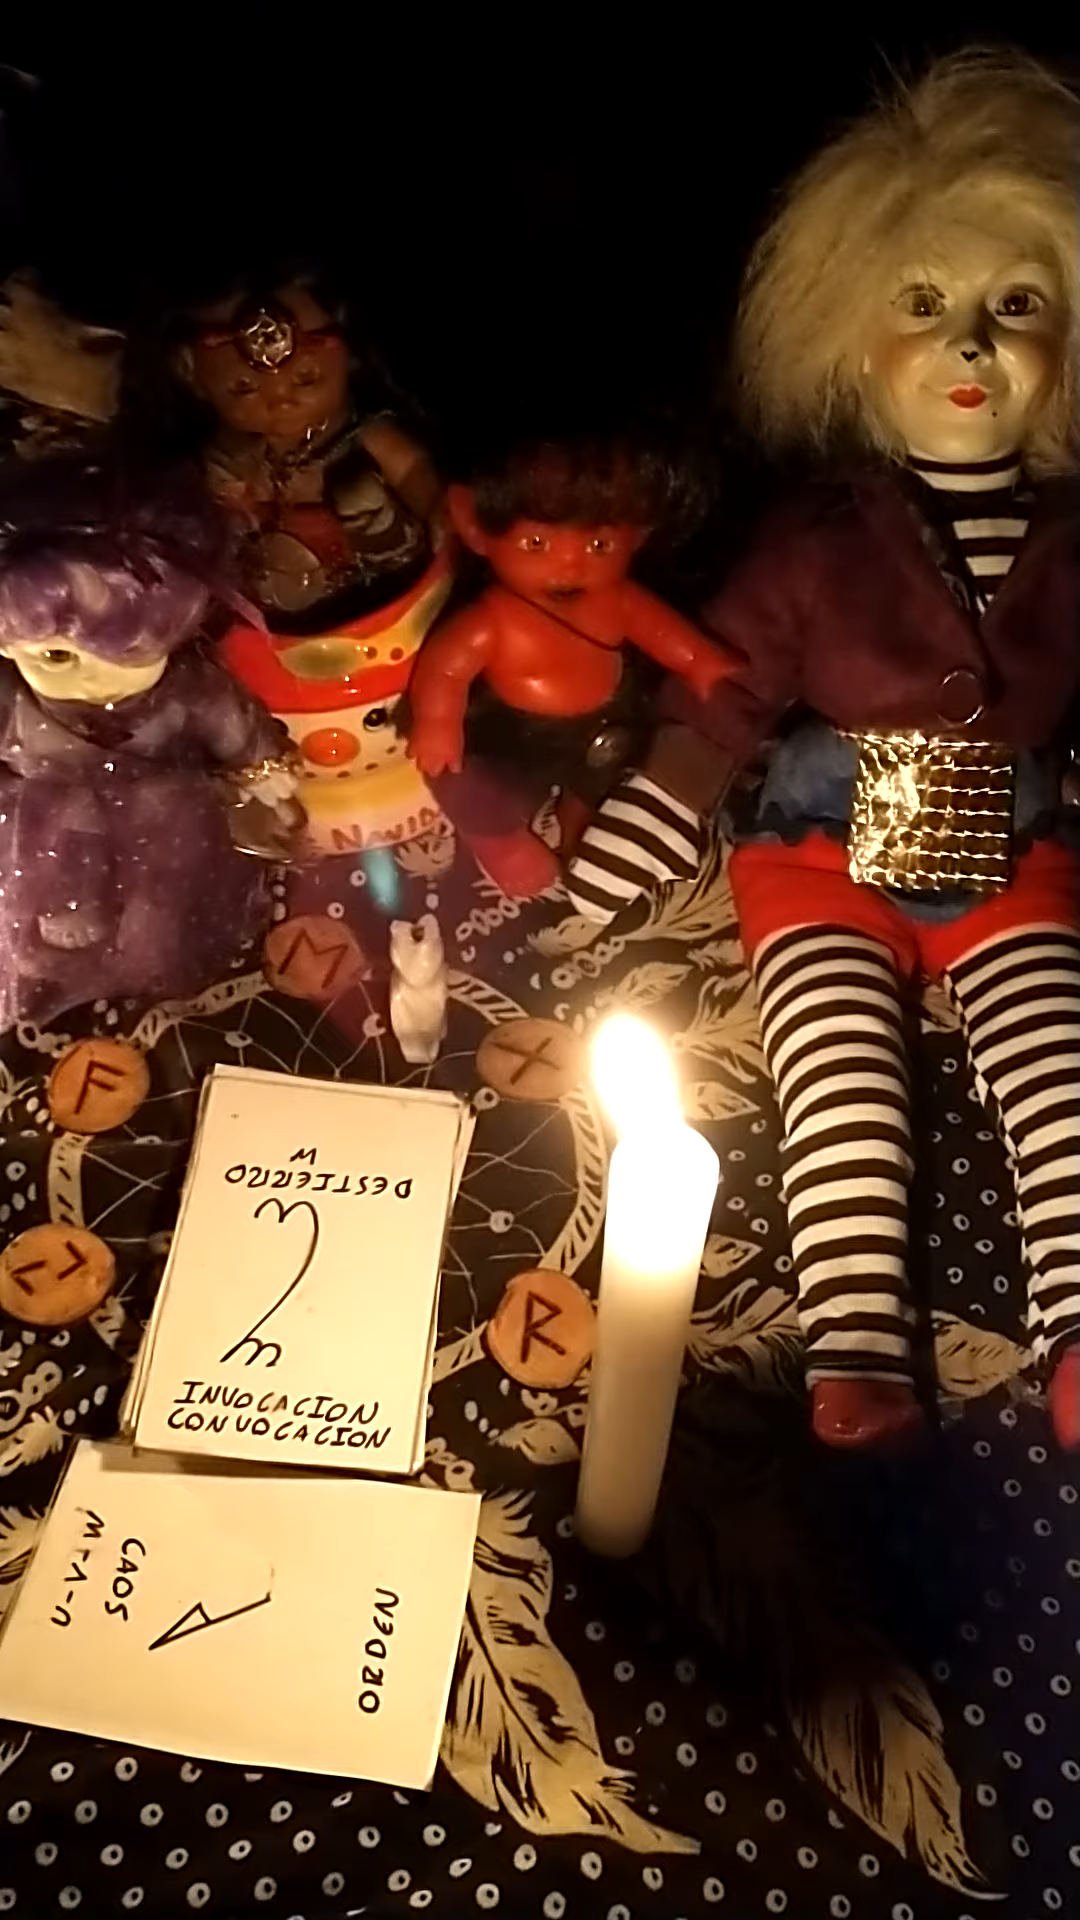 NAVID
W
DESTIERRO
INVOCACION
CONVOCACION
CAOS
ORDEN